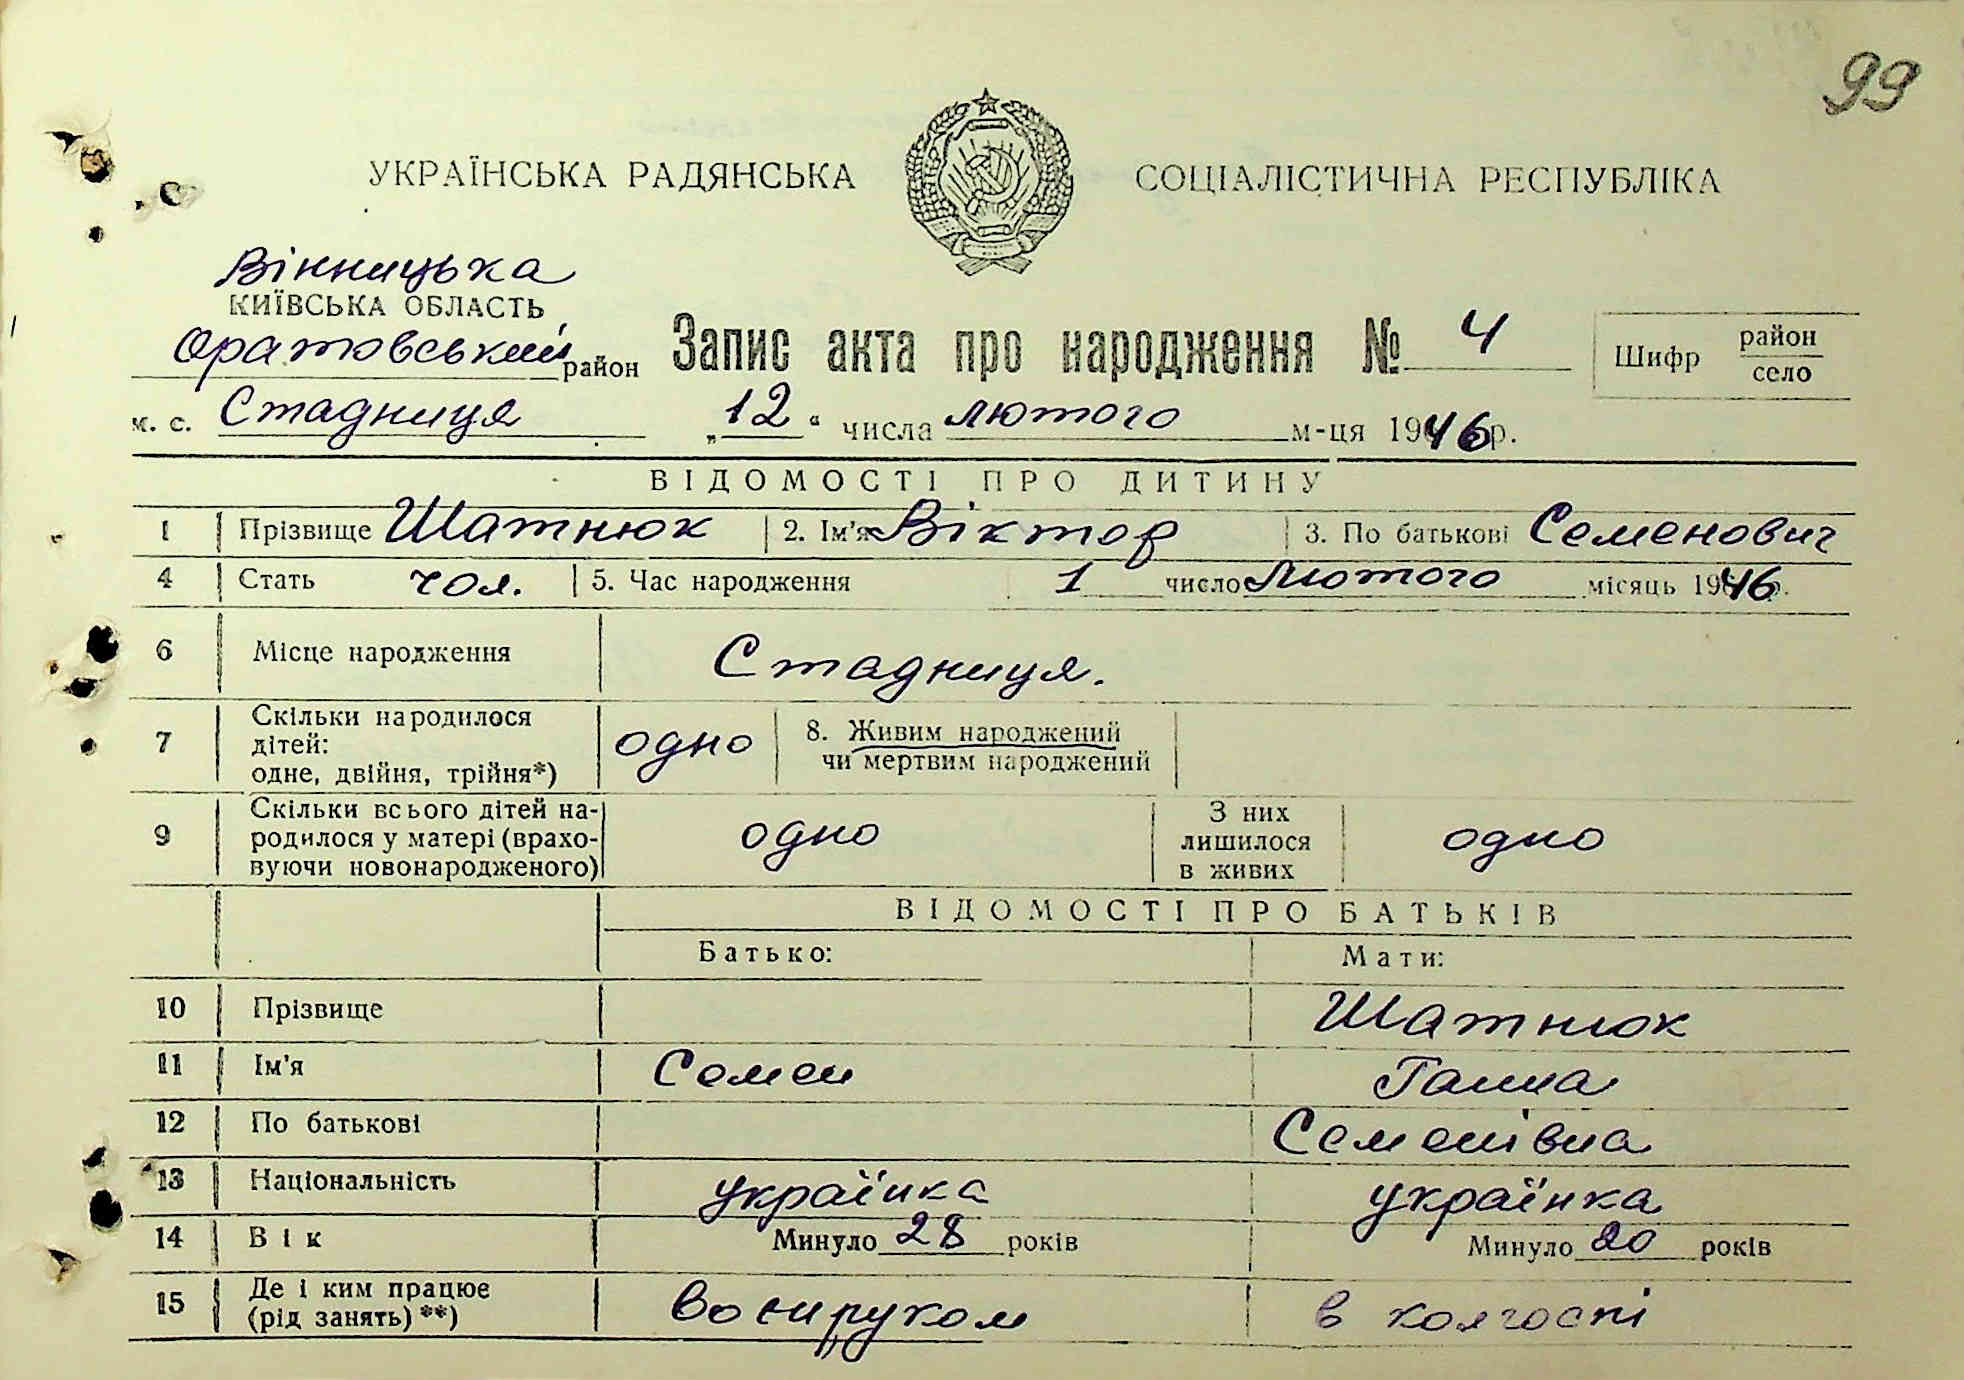 99
УКРАЇНСЬКА РАДЯНСЬКА СОЦІАЛІСТИЧНА РЕСПУБЛІКА
Вінницька
КИЇВСЬКА ОБЛАСТЬ
Оратовський район
Запис акта про народження № 4
Шифр район село
м. с. Стадниця „12“ числа лютого м-ця 1946 р.
ВІДОМОСТІ ПРО ДИТИНУ
1 Прізвище Шатнюк 2. Ім'я Віктор 3. По батькові Семенович
4 Стать чол. 5. Час народження 1 число лютого місяць 1946 р.
6 Місце народження Стадниця.
7 Скільки народилося дітей: одне, двійня, трійня*) одно 8. Живим народжений чи мертвим народжений
9 Скільки всього дітей народилося у матері (враховуючи новонародженого) одно З них лишилося в живих одно
ВІДОМОСТІ ПРО БАТЬКІВ
Батько: Мати:
10 Прізвище Шатнюк
11 Ім'я Семен Ганна
12 По батькові Семенівна
13 Національність українка українка
14 Вік Минуло 28 років Минуло 20 років
15 Де і ким працює (рід занять) **) в колгоспі